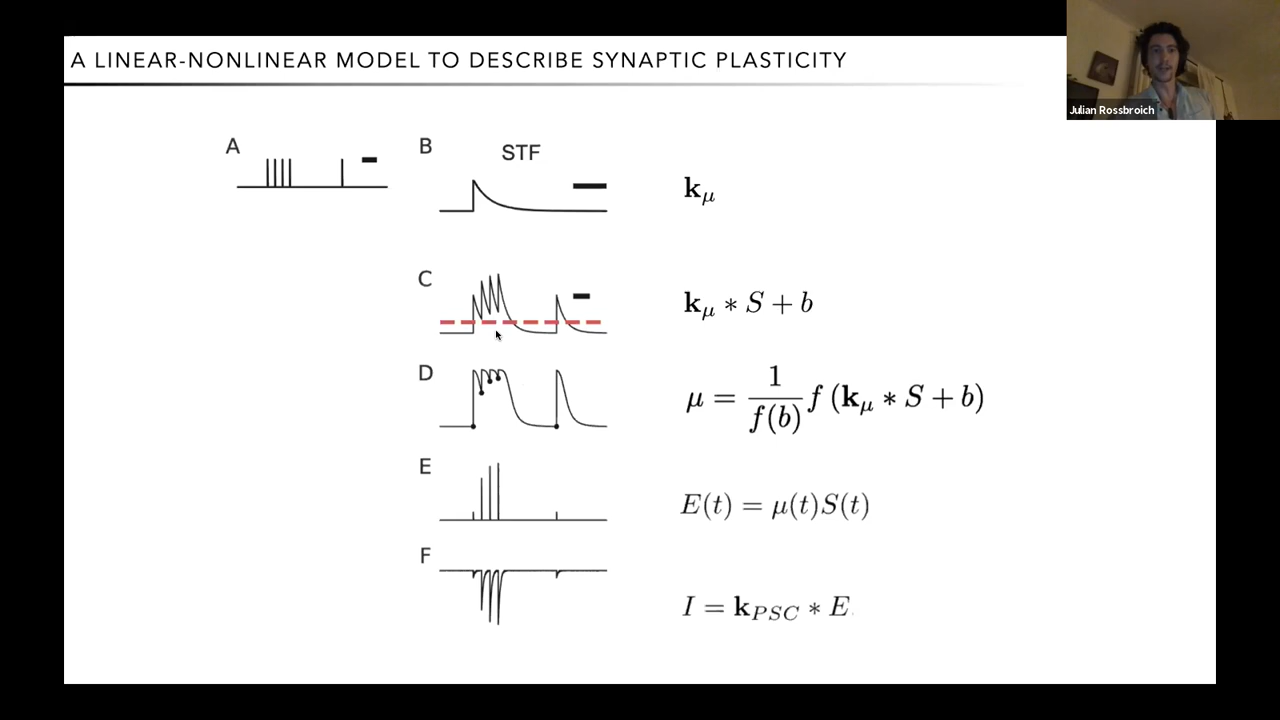 A LINEAR-NONLINEAR MODEL TO DESCRIBE SYNAPTIC PLASTICITY
Julian Rossbroich
A
B
STF
k_μ
C
k_μ * S + b
D
μ = 1/f(b) f (k_μ * S + b)
E
E(t) = μ(t)S(t)
F
I = k_PSC * E